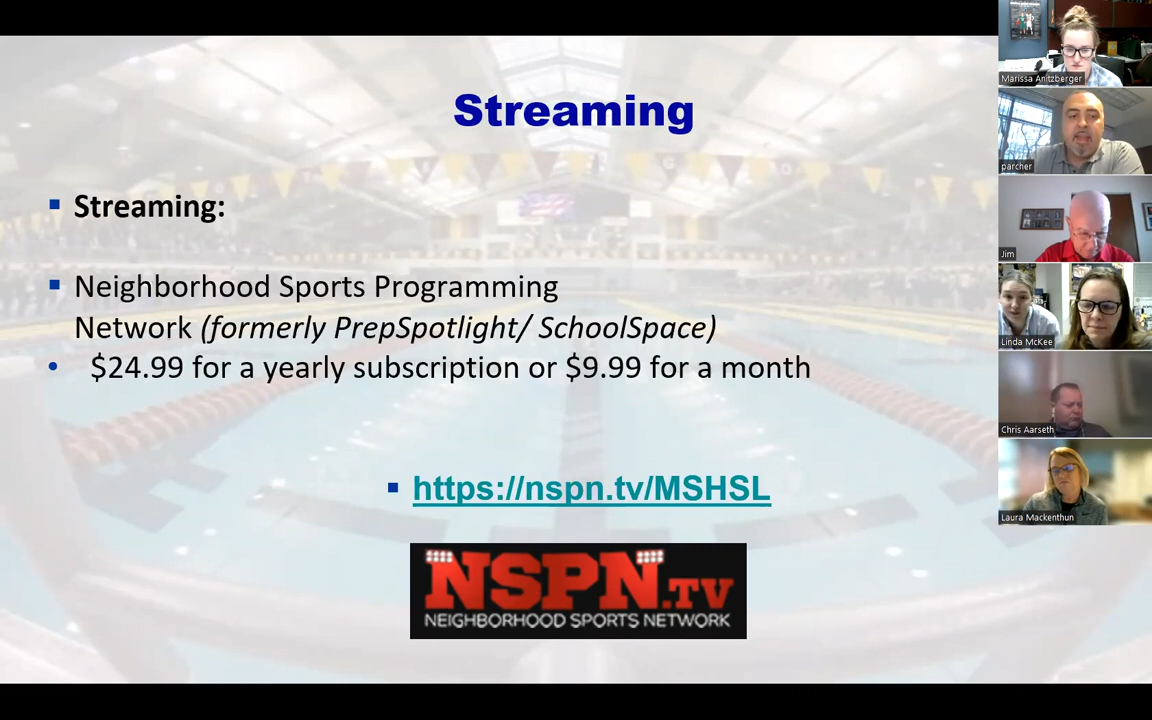 Streaming
Streaming:
Neighborhood Sports Programming
Network (formerly PrepSpotlight/ SchoolSpace)
$24.99 for a yearly subscription or $9.99 for a month
https://nspn.tv/MSHSL
NSPN.TV
NEIGHBORHOOD SPORTS NETWORK
Marissa Anitzberger
parcher
Jim
Linda McKee
Chris Aarseth
Laura Mackenthun